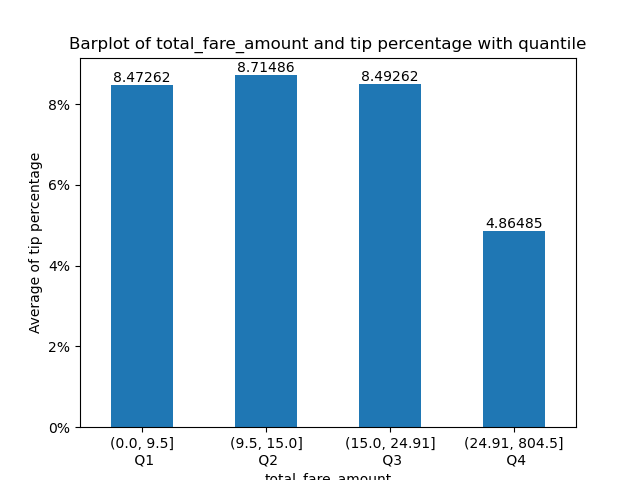 Barplot of total_fare_amount and tip percentage with quantile
8.47262
8.71486
8.49262
4.86485
8%
6%
4%
2%
0%
Average of tip percentage
(0.0, 9.5]
Q1
(9.5, 15.0]
Q2
(15.0, 24.91]
Q3
(24.91, 804.5]
Q4
total_fare_amount